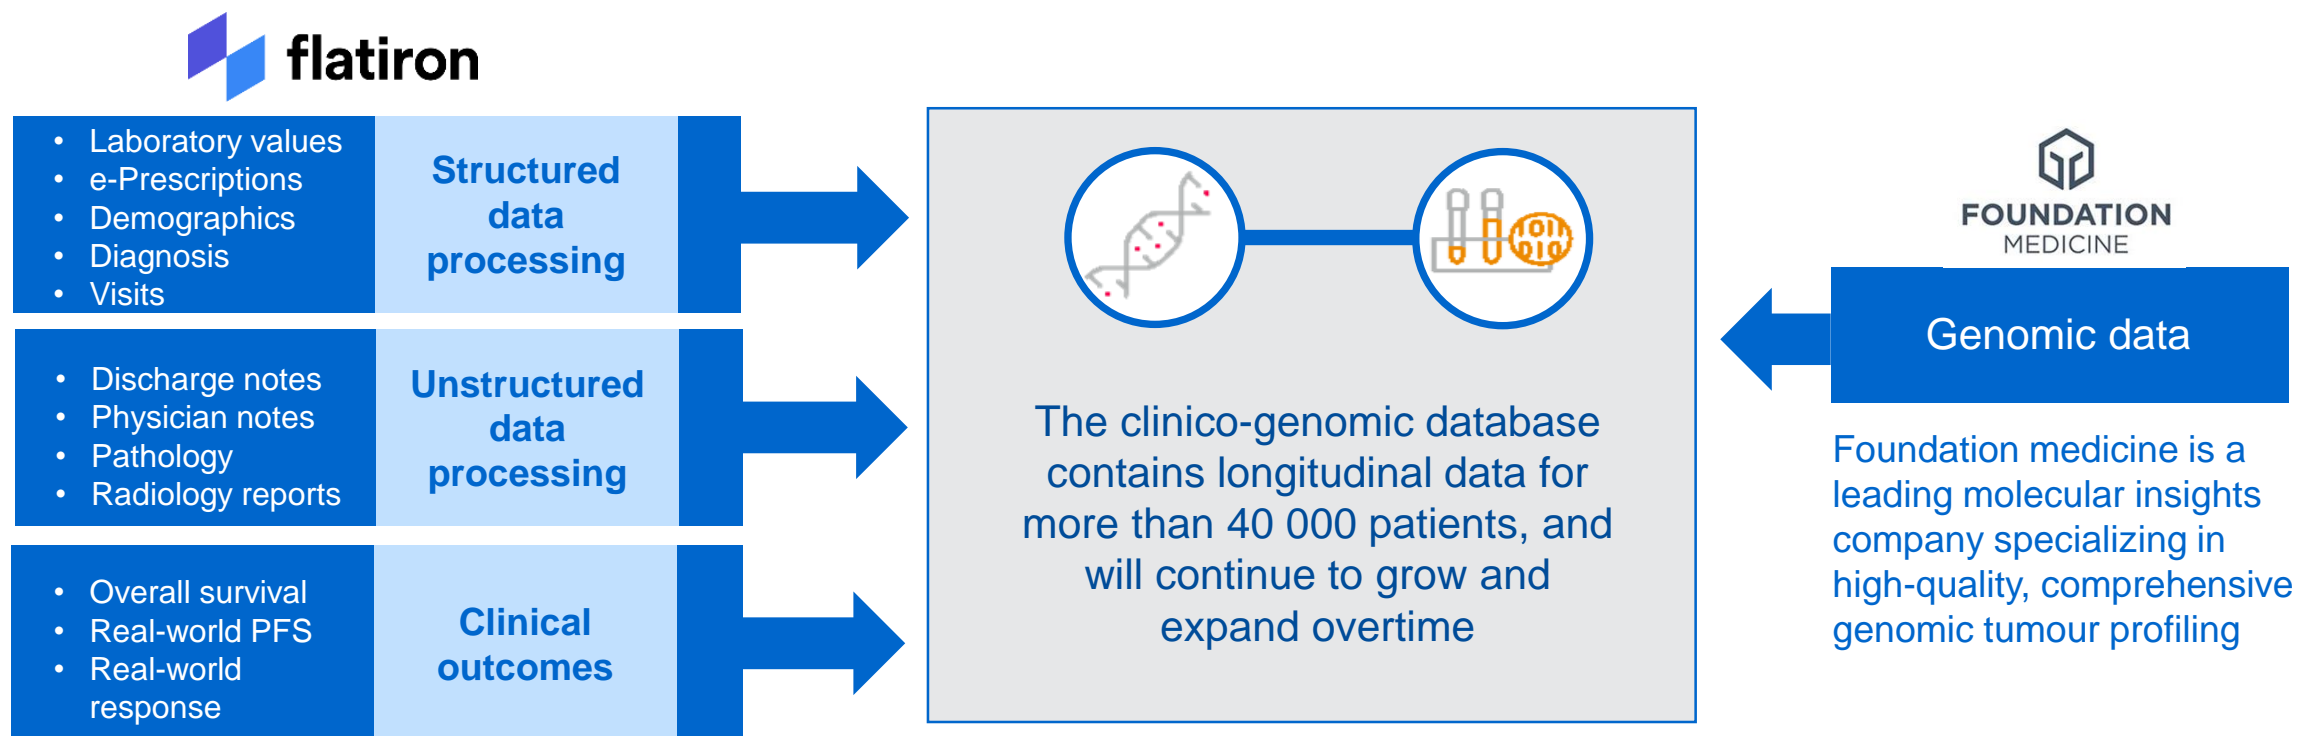 flatiron
• Laboratory values
• e-Prescriptions
• Demographics
• Diagnosis
• Visits
Structured
data
processing
• Discharge notes
• Physician notes
• Pathology
• Radiology reports
Unstructured
data
processing
• Overall survival
• Real-world PFS
• Real-world
response
Clinical
outcomes
The clinico-genomic database
contains longitudinal data for
more than 40 000 patients, and
will continue to grow and
expand overtime
FOUNDATION
MEDICINE
Genomic data
Foundation medicine is a
leading molecular insights
company specializing in
high-quality, comprehensive
genomic tumour profiling